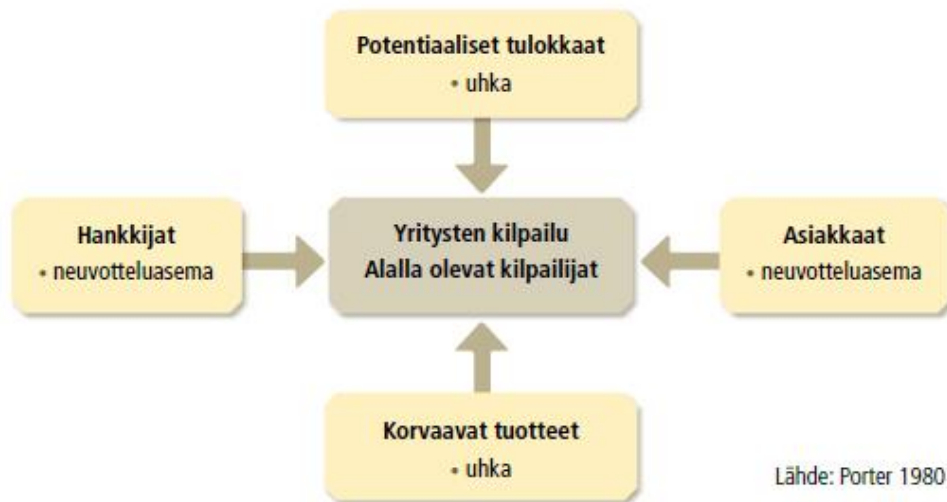 Potentiaaliset tulokkaat
• uhka
Hankkijat
• neuvotteluasema
Yritysten kilpailu
Alalla olevat kilpailijat
Asiakkaat
• neuvotteluasema
Korvaavat tuotteet
• uhka
Lähde: Porter 1980